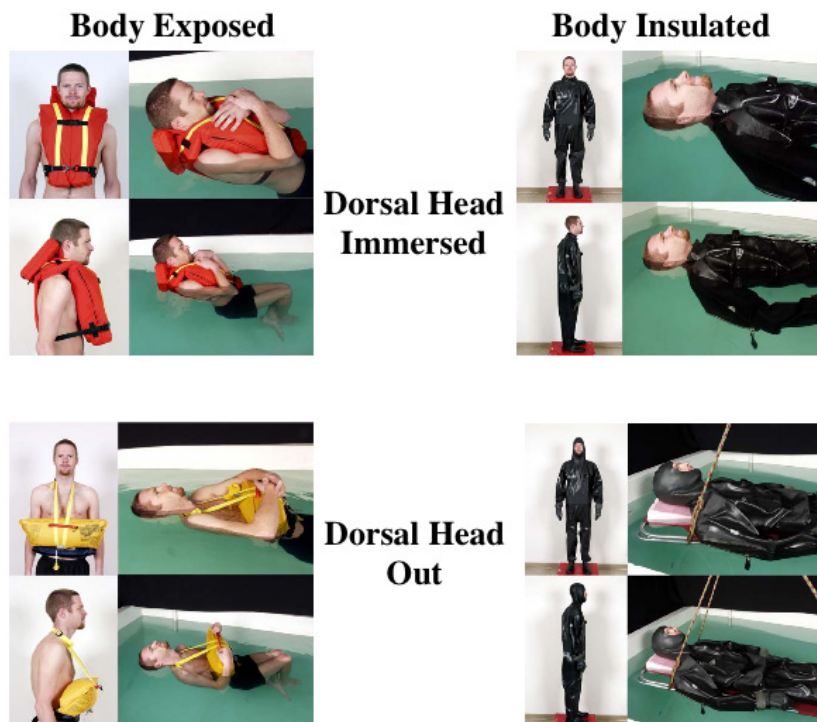 Body Exposed
Body Insulated
Dorsal Head
Immersed
Dorsal Head
Out